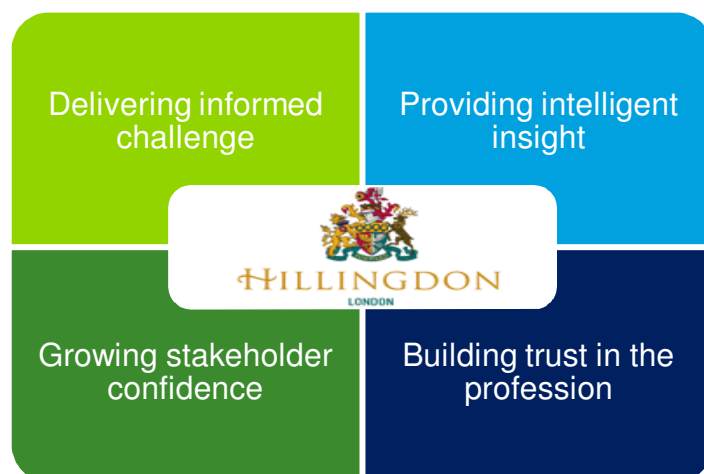 Delivering informed
challenge
Providing intelligent
insight
HILLINGDON
LONDON
Growing stakeholder
confidence
Building trust in the
profession